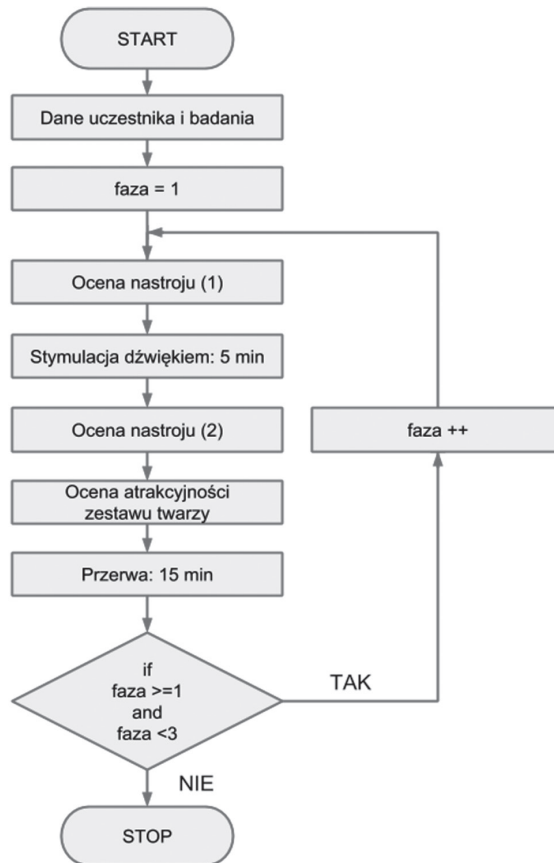 START
Dane uczestnika i badania
faza = 1
Ocena nastroju (1)
Stymulacja dźwiękiem: 5 min
Ocena nastroju (2)
faza ++
Ocena atrakcyjności
zestawu twarzy
Przerwa: 15 min
if
faza >=1
and
faza <3
TAK
NIE
STOP